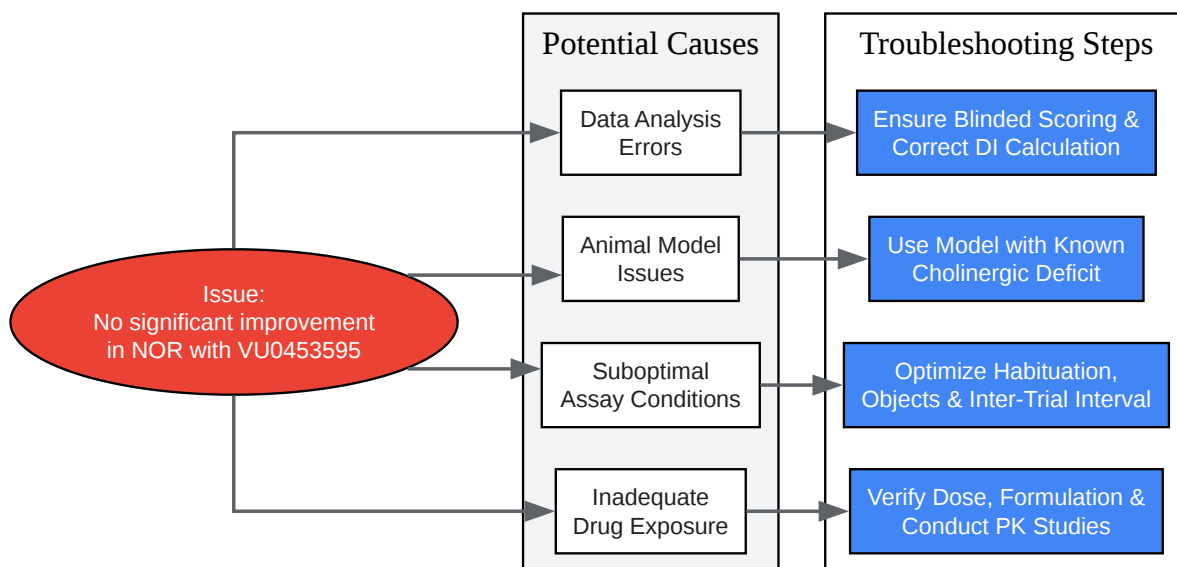 Potential Causes
Troubleshooting Steps
Data Analysis
Errors
Ensure Blinded Scoring &
Correct DI Calculation
Animal Model
Issues
Use Model with Known
Cholinergic Deficit
Issue:
No significant improvement
in NOR with VU0453595
Suboptimal
Assay Conditions
Optimize Habituation,
Objects & Inter-Trial Interval
Inadequate
Drug Exposure
Verify Dose, Formulation &
Conduct PK Studies